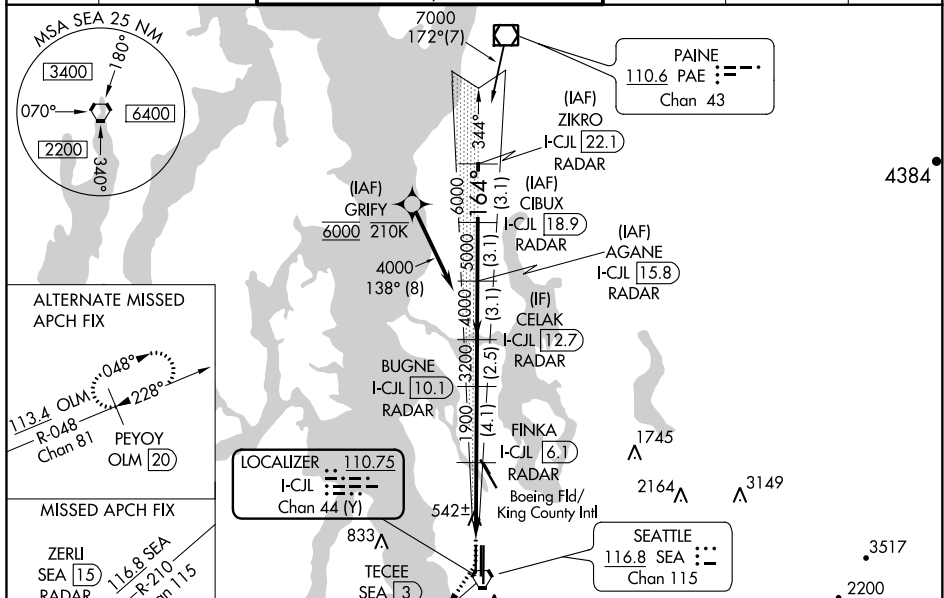 MSA SEA 25 NM
180°
3400
070°
6400
2200
340°
7000
172°(7)
PAINE
110.6 PAE
Chan 43
344°
(IAF)
ZIKRO
I-CJL 22.1
RADAR
4384
6000
164°
(3.1)
(IAF)
CIBUX
I-CJL 18.9
RADAR
(IAF)
GRIFY
6000 210K
4000
138° (8)
5000
(3.1)
(IAF)
AGANE
I-CJL 15.8
RADAR
4000
(3.1)
(IF)
CELAK
I-CJL 12.7
RADAR
3200
(2.5)
BUGNE
I-CJL 10.1
RADAR
1900
(4.1)
FINKA
I-CJL 6.1
RADAR
Boeing Fld/
King County Intl
1745
2164
3149
ALTERNATE MISSED
APCH FIX
048°
228°
113.4 OLM
R-048
Chan 81
PEYOY
OLM 20
LOCALIZER 110.75
I-CJL
Chan 44 (Y)
542±
833
SEATTLE
116.8 SEA
Chan 115
3517
2200
MISSED APCH FIX
ZERLI
SEA 15
RADAR
116.8 SEA
R-210
an 115
TECEE
SEA 3